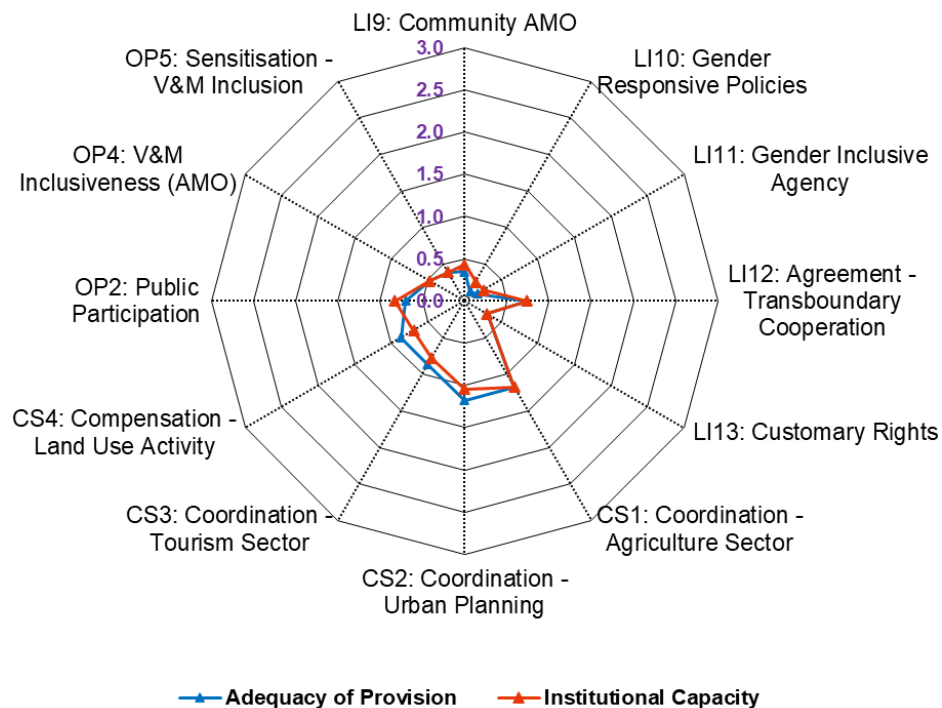 LI9: Community AMO
LI10: Gender
Responsive Policies
LI11: Gender Inclusive
Agency
LI12: Agreement -
Transboundary
Cooperation
LI13: Customary Rights
CS1: Coordination -
Agriculture Sector
CS2: Coordination -
Urban Planning
CS3: Coordination -
Tourism Sector
CS4: Compensation -
Land Use Activity
OP2: Public
Participation
OP4: V&M
Inclusiveness (AMO)
OP5: Sensitisation -
V&M Inclusion
3.0
2.5
2.0
1.5
1.0
0.5
0.0
Adequacy of Provision
Institutional Capacity